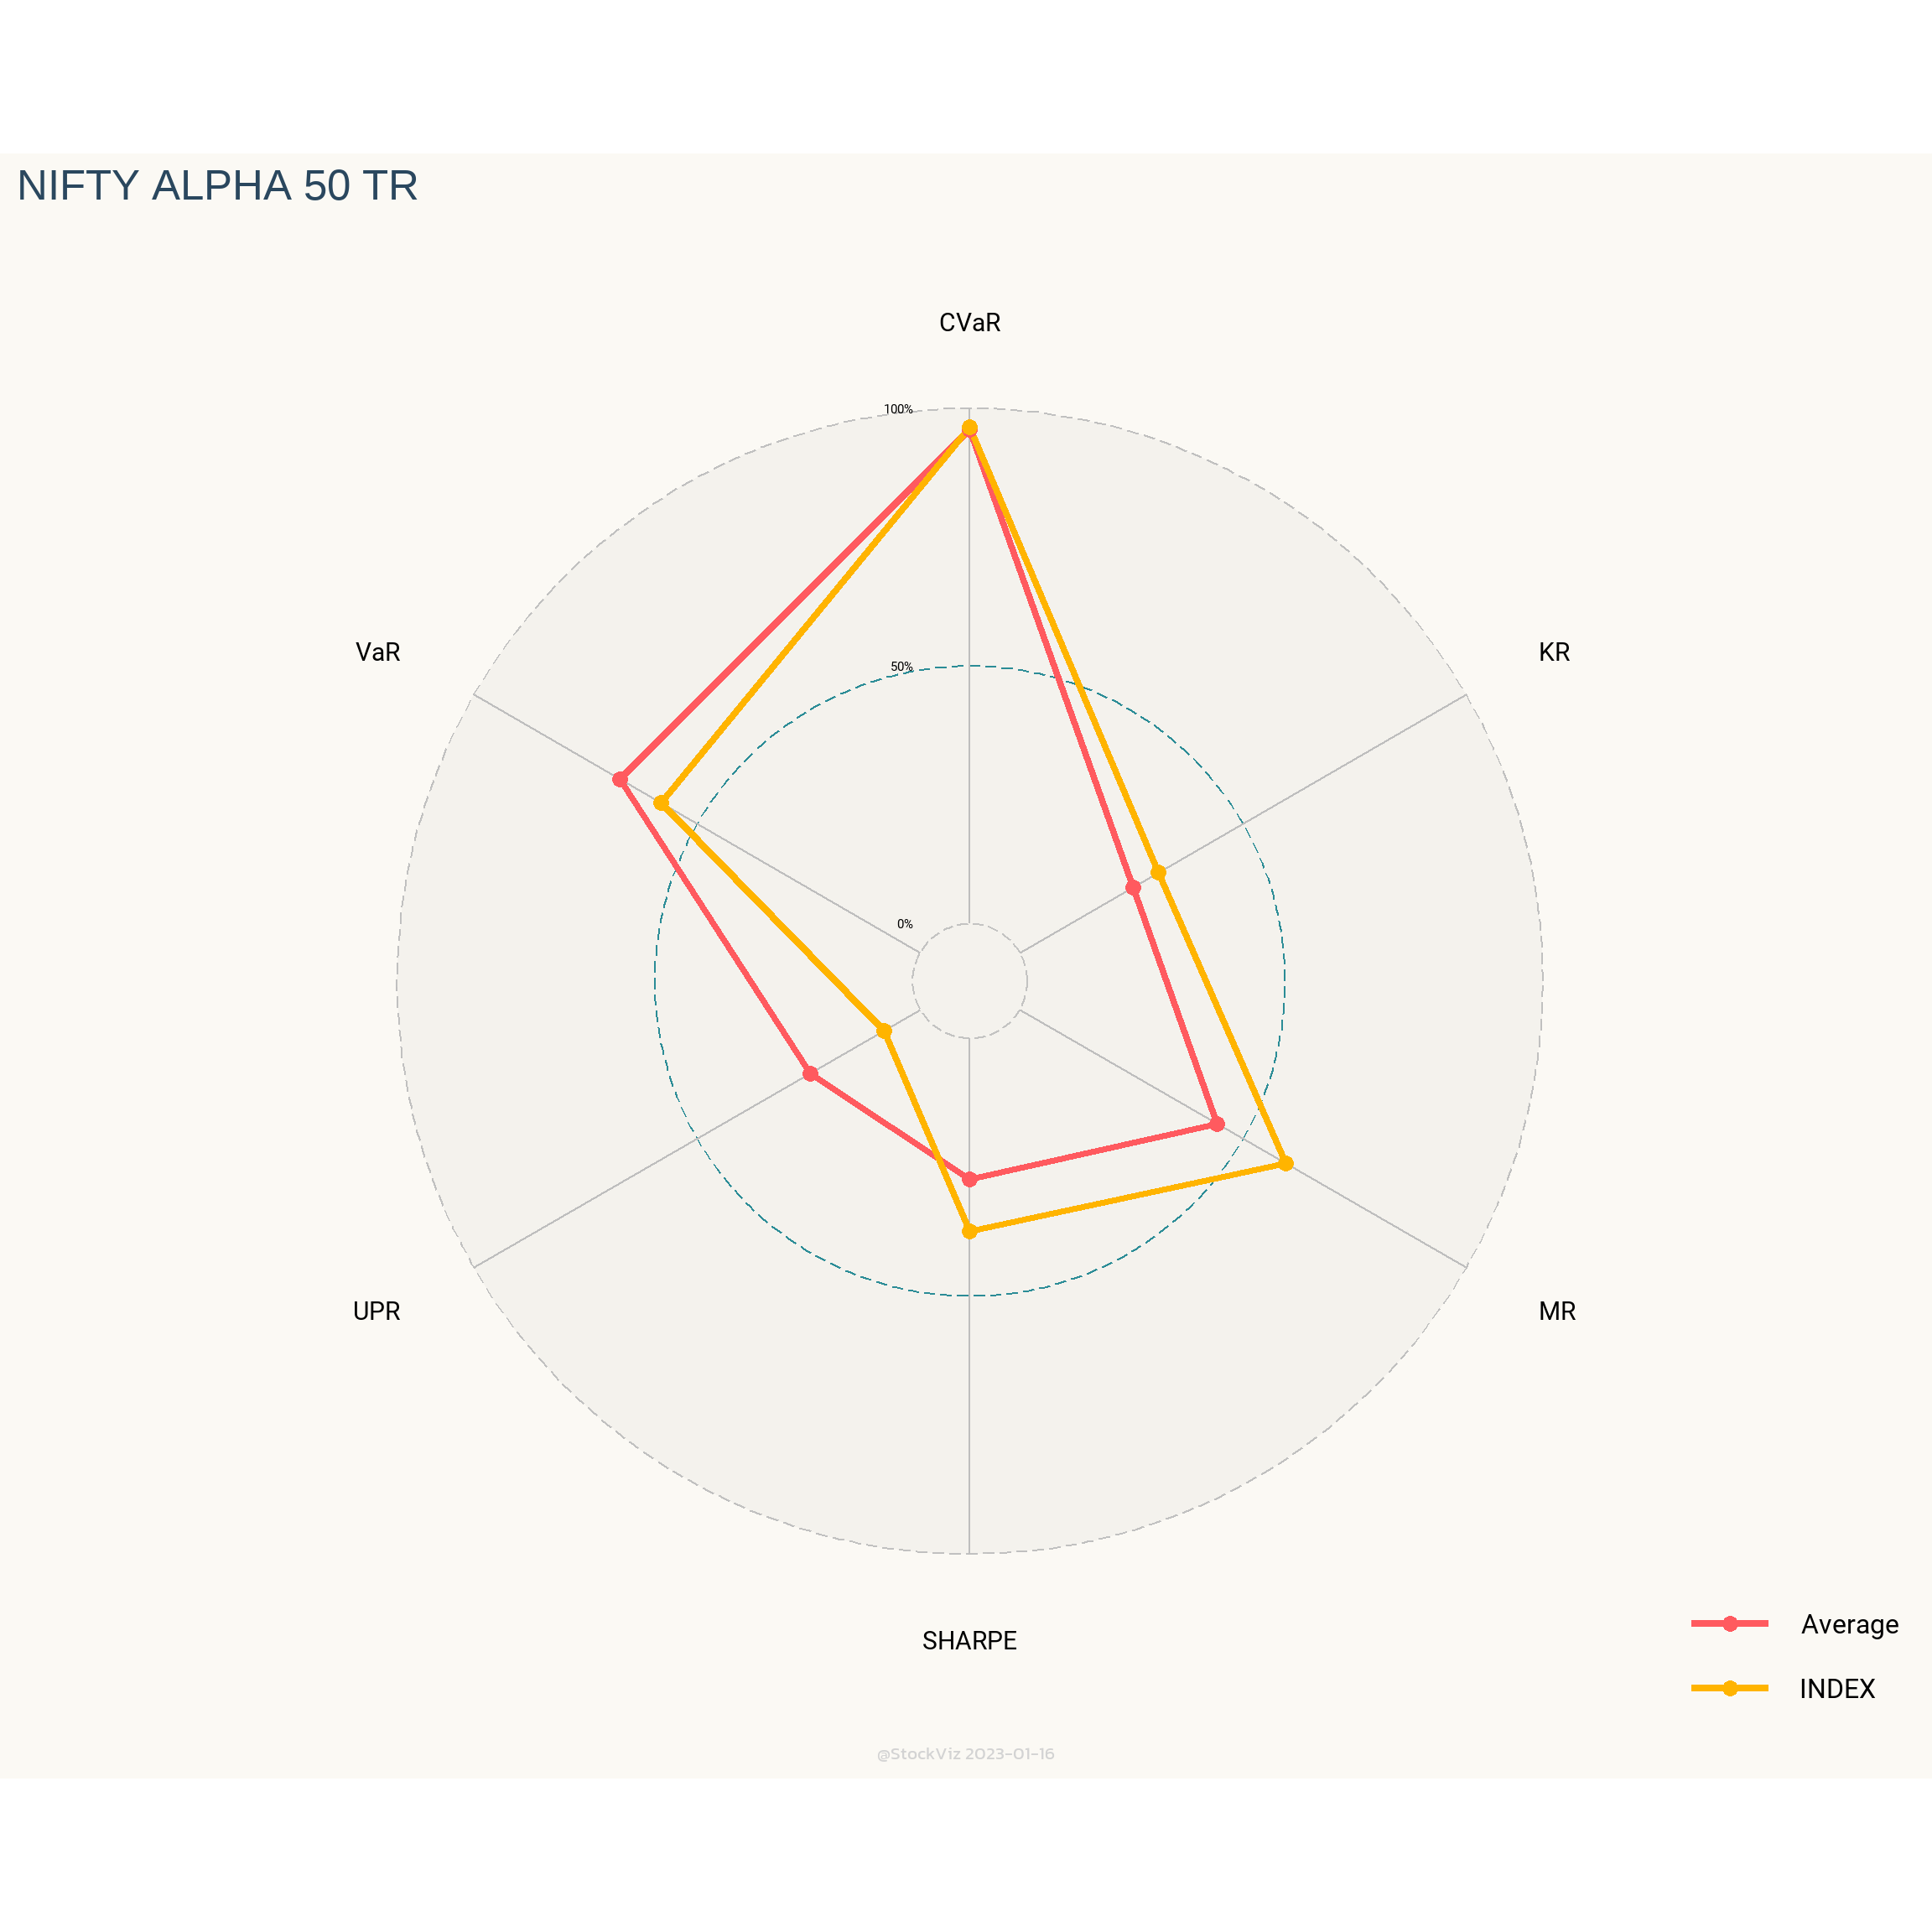 NIFTY ALPHA 50 TR
CVaR
100%
VaR
KR
50%
0%
UPR
MR
SHARPE
Average
INDEX
@StockViz 2023-01-16